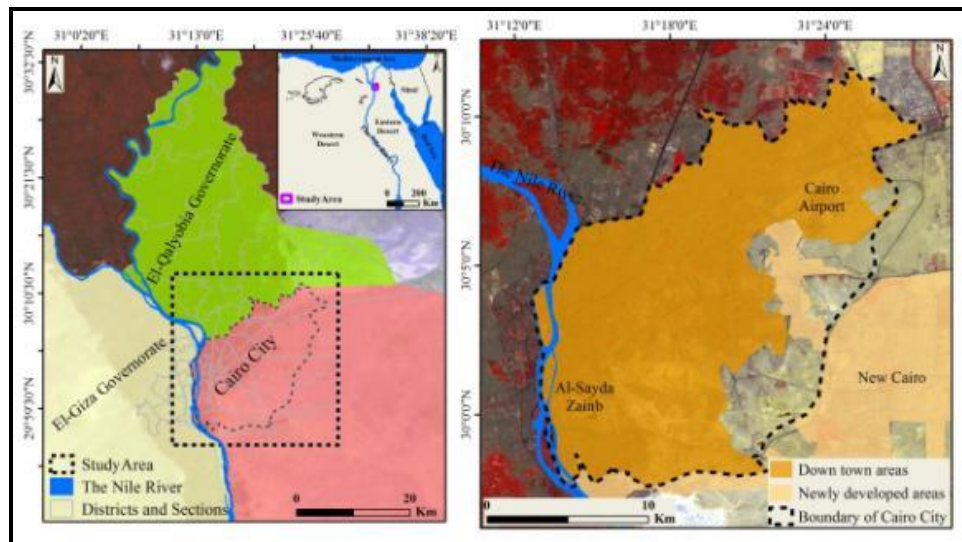 31°0'20"E
31°13'0"E
31°25'40"E
31°38'20"E
30°32'30"N
30°21'30"N
30°10'0"N
29°59'30"N
N
El-Qalyobia Governorate
El-Giza Governorate
Cairo City
Mediterranean Sea
Sinai
Eastern
Desert
Weastern
Desert
The Nile River
Red Sea
Study Area
0 200
Km
Study Area
The Nile River
Districts and Sections
0 20
Km
31°12'0"E
31°18'0"E
31°24'0"E
30°10'0"N
30°5'0"N
30°0'0"N
N
The Nile River
Cairo
Airport
New Cairo
Al-Sayda
Zainb
Down town areas
Newly developed areas
Boundary of Cairo City
0 10
Km